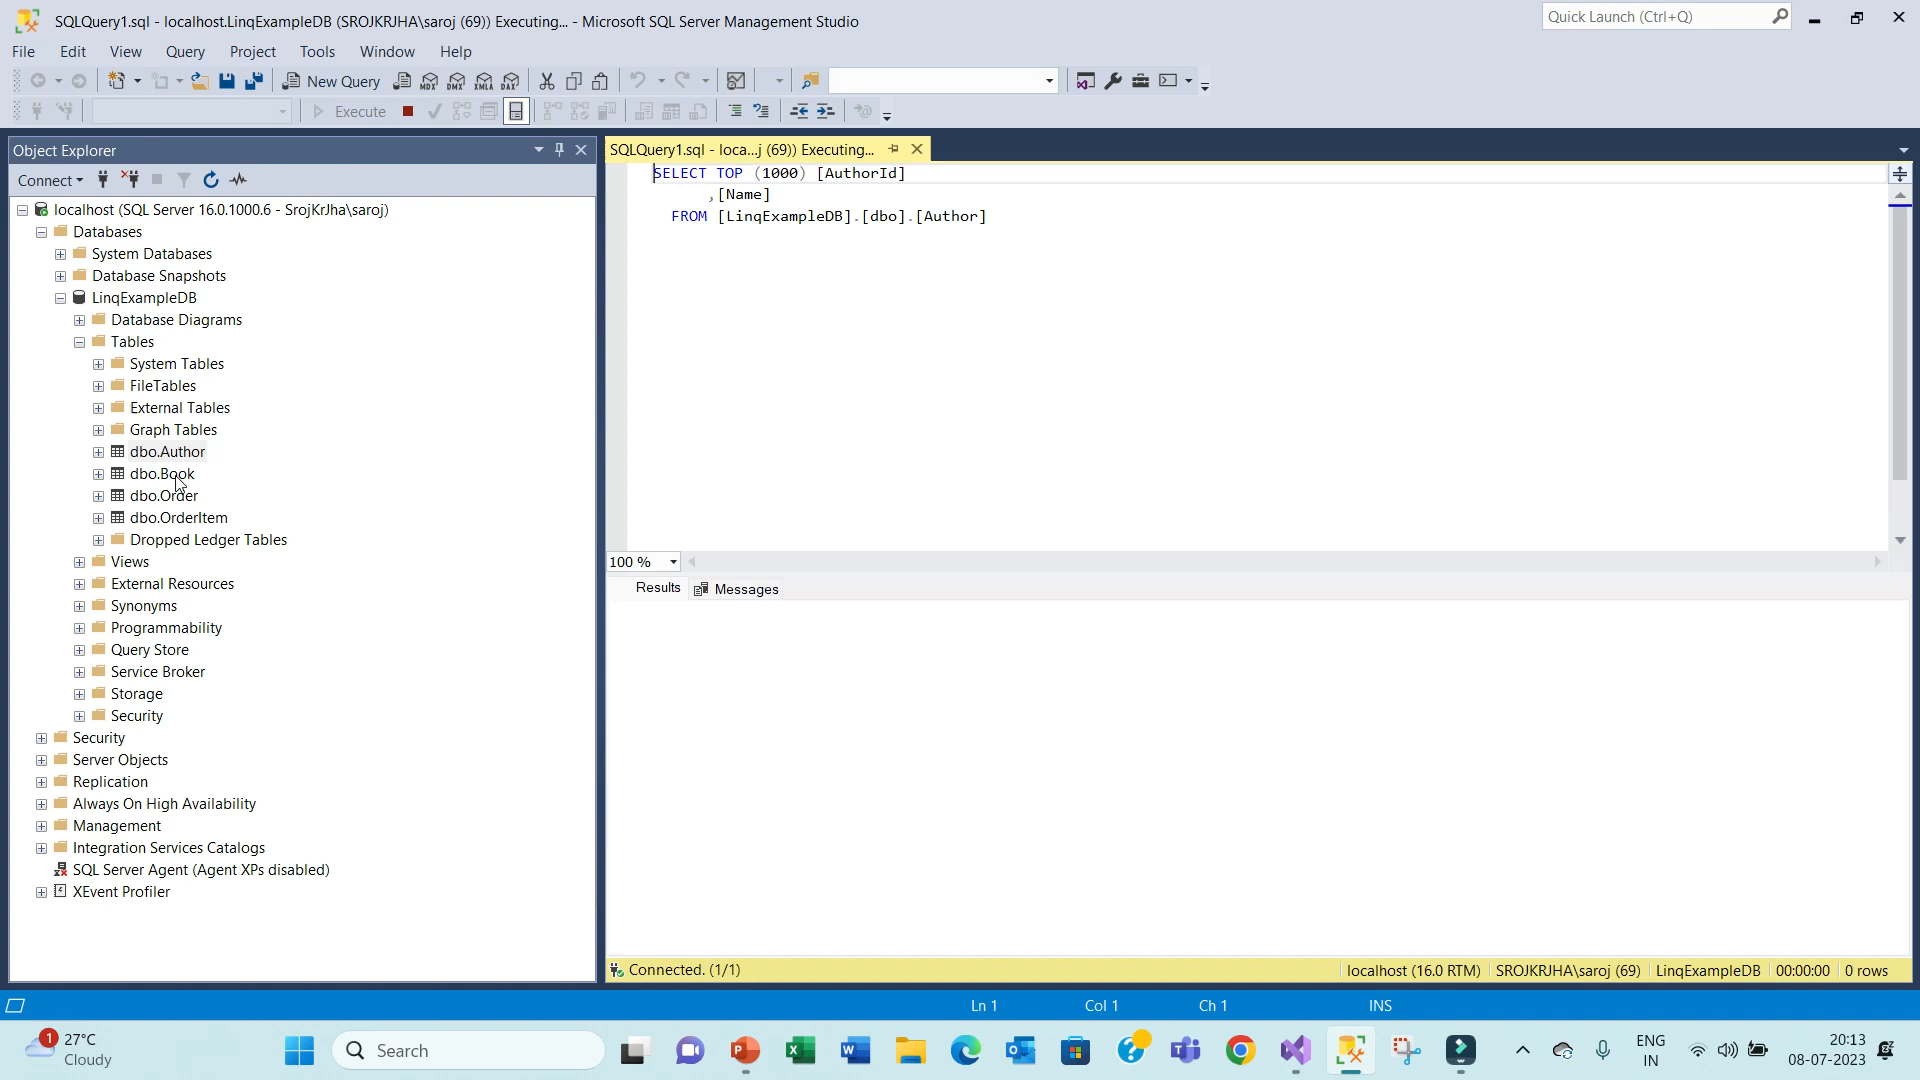 SQLQuery1.sql - localhost.LinqExampleDB (SROJKRJHA\saroj (69)) Executing... - Microsoft SQL Server Management Studio
Quick Launch (Ctrl+Q)
File Edit View Query Project Tools Window Help
New Query
MDX DMX XMLA DAX
Execute
Object Explorer
SQLQuery1.sql - loca...j (69)) Executing...
Connect
localhost (SQL Server 16.0.1000.6 - SrojKrJha\saroj)
Databases
System Databases
Database Snapshots
LinqExampleDB
Database Diagrams
Tables
System Tables
FileTables
External Tables
Graph Tables
dbo.Author
dbo.Book
dbo.Order
dbo.OrderItem
Dropped Ledger Tables
Views
External Resources
Synonyms
Programmability
Query Store
Service Broker
Storage
Security
Security
Server Objects
Replication
Always On High Availability
Management
Integration Services Catalogs
SQL Server Agent (Agent XPs disabled)
XEvent Profiler
SELECT TOP (1000) [AuthorId]
,[Name]
FROM [LinqExampleDB].[dbo].[Author]
100 %
Results Messages
Connected. (1/1)
localhost (16.0 RTM) SROJKRJHA\saroj (69) LinqExampleDB 00:00:00 0 rows
Ln 1 Col 1 Ch 1 INS
1
27°C
Cloudy
Search
ENG
IN
20:13
08-07-2023